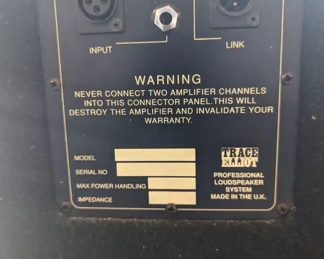 INPUT
LINK
WARNING
NEVER CONNECT TWO AMPLIFIER CHANNELS
INTO THIS CONNECTOR PANEL.THIS WILL
DESTROY THE AMPLIFIER AND INVALIDATE YOUR
WARRANTY.
MODEL
SERIAL NO
MAX POWER HANDLING
IMPEDANCE
TRACE
ELLIOT
PROFESSIONAL
LOUDSPEAKER
SYSTEM
MADE IN THE U.K.